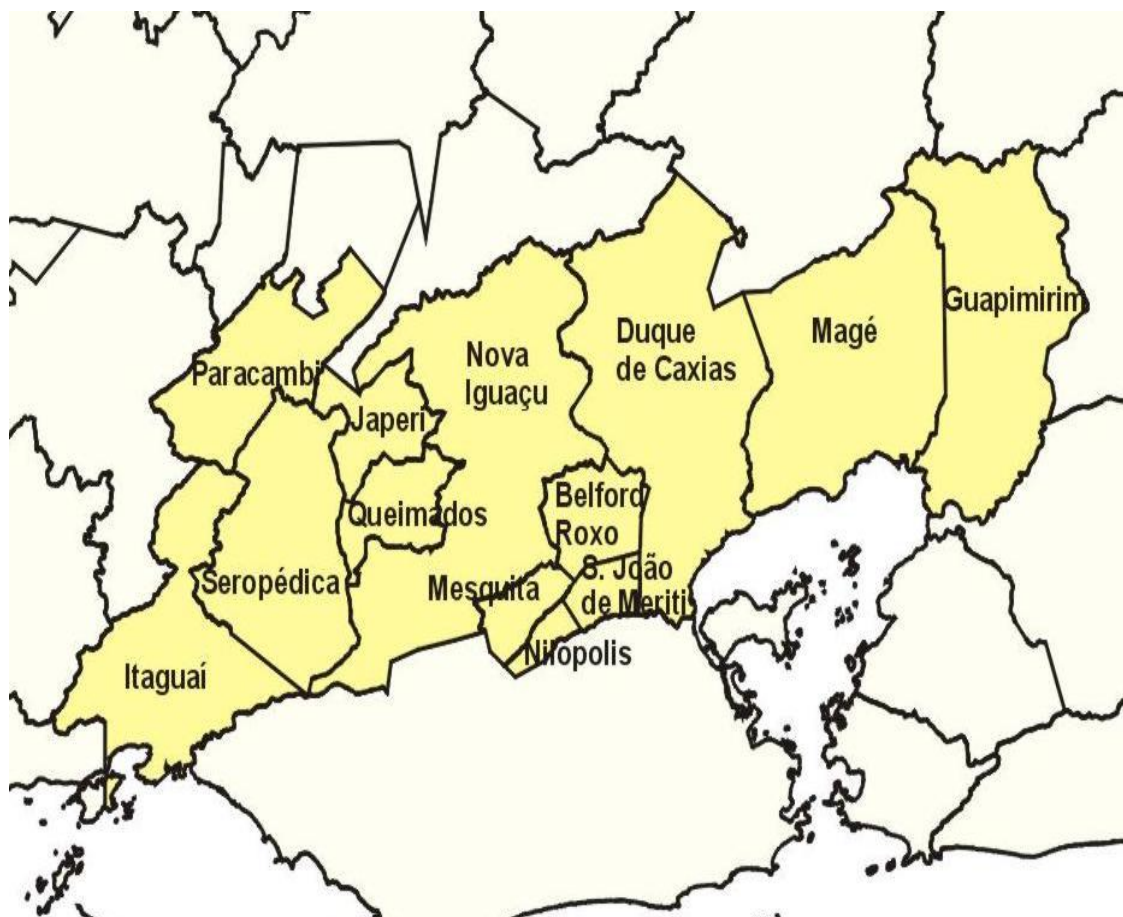 Guapimirim
Magé
Duque
de Caxias
Nova
Iguaçu
Paracambi
Japeri
Queimados
Belford
Roxo
S. João
de Meriti
Mesquita
Seropédica
Nilópolis
Itaguaí